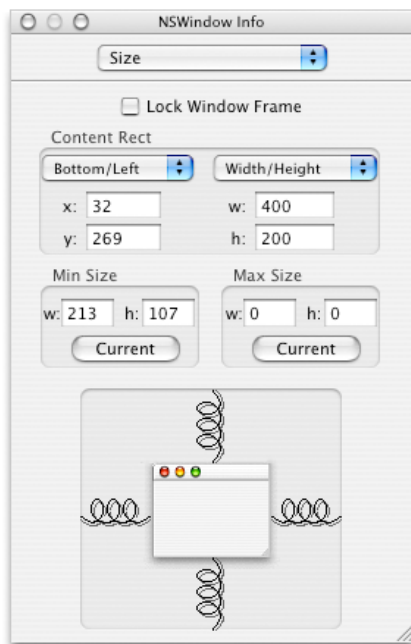 NSWindow Info
Size
Lock Window Frame
Content Rect
Bottom/Left Width/Height
x: 32 w: 400
y: 269 h: 200
Min Size Max Size
w: 213 h: 107 w: 0 h: 0
Current Current